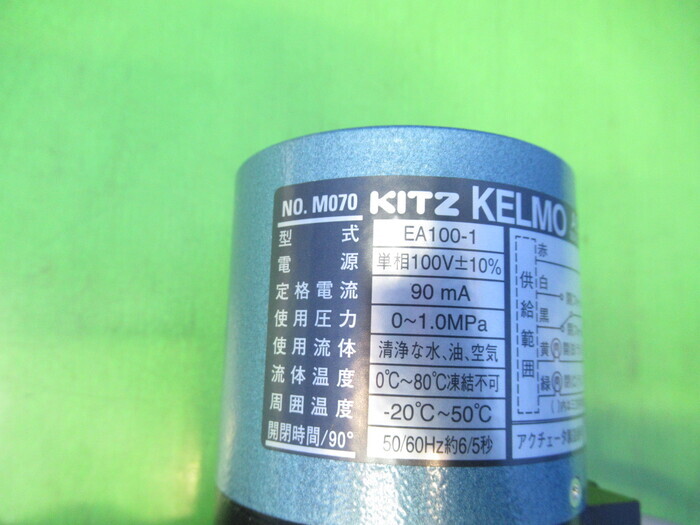 NO. M070 KITZ KELMO
型式 EA100-1
電源 単相100V±10%
定格電流 90 mA
使用圧力 0~1.0MPa
使用流体 清浄な水、油、空気
流体温度 0℃~80℃凍結不可
周囲温度 -20℃~50℃
開閉時間/90° 50/60Hz約6/5秒
供給範囲
赤
白
黒
黄 R
緑 R
アクチェータ